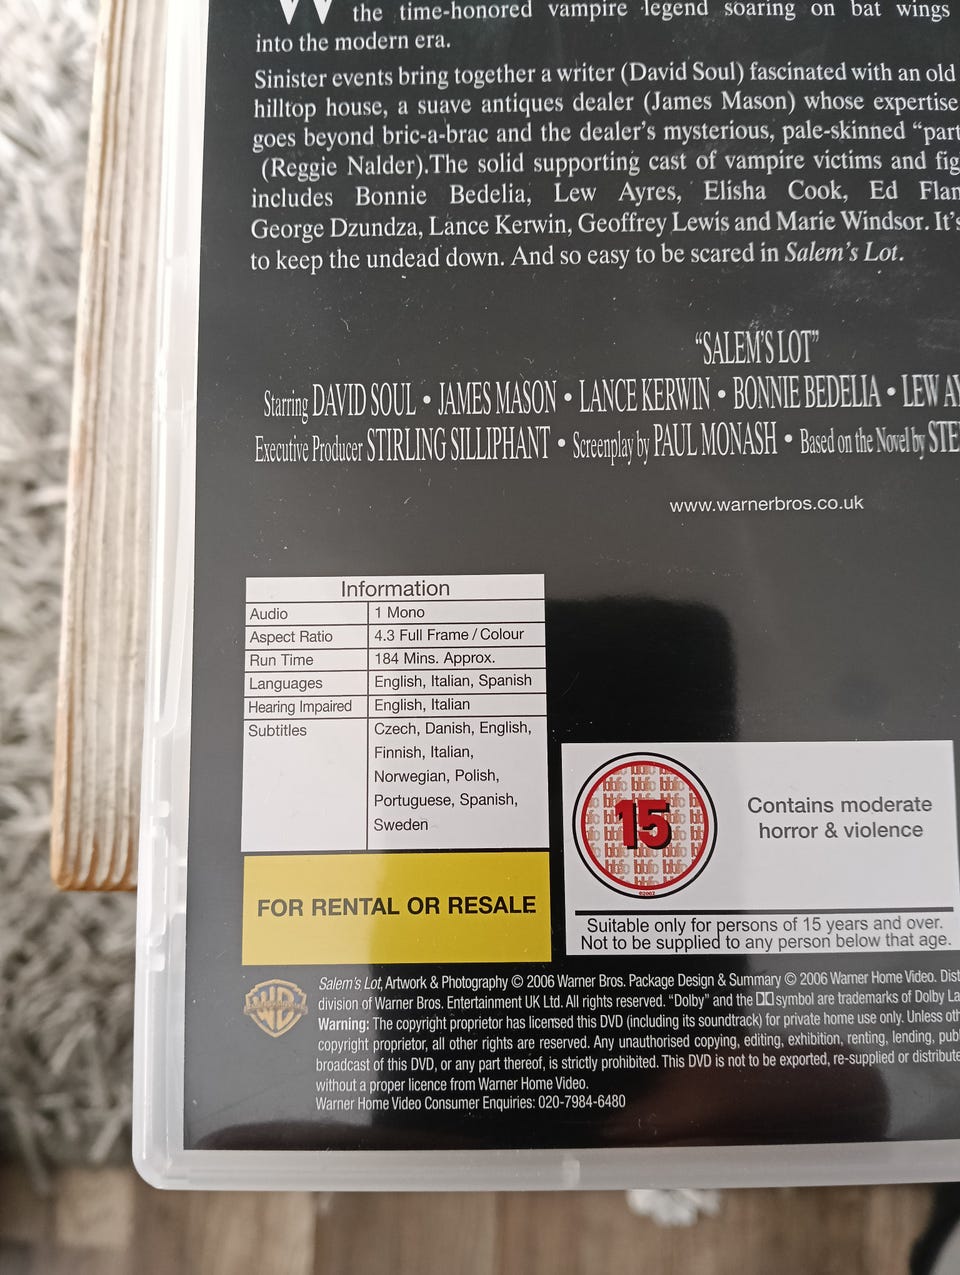 W the time-honored vampire legend soaring on bat wings
into the modern era.
Sinister events bring together a writer (David Soul) fascinated with an old
hilltop house, a suave antiques dealer (James Mason) whose expertise
goes beyond bric-a-brac and the dealer's mysterious, pale-skinned "part
(Reggie Nalder).The solid supporting cast of vampire victims and fig
includes Bonnie Bedelia, Lew Ayres, Elisha Cook, Ed Flan
George Dzundza, Lance Kerwin, Geoffrey Lewis and Marie Windsor. It's
to keep the undead down. And so easy to be scared in Salem's Lot.
"SALEM'S LOT"
Starring DAVID SOUL • JAMES MASON • LANCE KERWIN • BONNIE BEDELIA • LEW AY
Executive Producer STIRLING SILLIPHANT • Screenplay by PAUL MONASH • Based on the Novel by STE
www.warnerbros.co.uk
Information
Audio 1 Mono
Aspect Ratio 4.3 Full Frame / Colour
Run Time 184 Mins. Approx.
Languages English, Italian, Spanish
Hearing Impaired English, Italian
Subtitles Czech, Danish, English,
Finnish, Italian,
Norwegian, Polish,
Portuguese, Spanish,
Sweden
FOR RENTAL OR RESALE
15
Contains moderate
horror & violence
Suitable only for persons of 15 years and over.
Not to be supplied to any person below that age.
WB
Salem's Lot, Artwork & Photography © 2006 Warner Bros. Package Design & Summary © 2006 Warner Home Video. Dist
division of Warner Bros. Entertainment UK Ltd. All rights reserved. "Dolby" and the symbol are trademarks of Dolby La
Warning: The copyright proprietor has licensed this DVD (including its soundtrack) for private home use only. Unless oth
copyright proprietor, all other rights are reserved. Any unauthorised copying, editing, exhibition, renting, lending, publ
broadcast of this DVD, or any part thereof, is strictly prohibited. This DVD is not to be exported, re-supplied or distribute
without a proper licence from Warner Home Video.
Warner Home Video Consumer Enquiries: 020-7984-6480